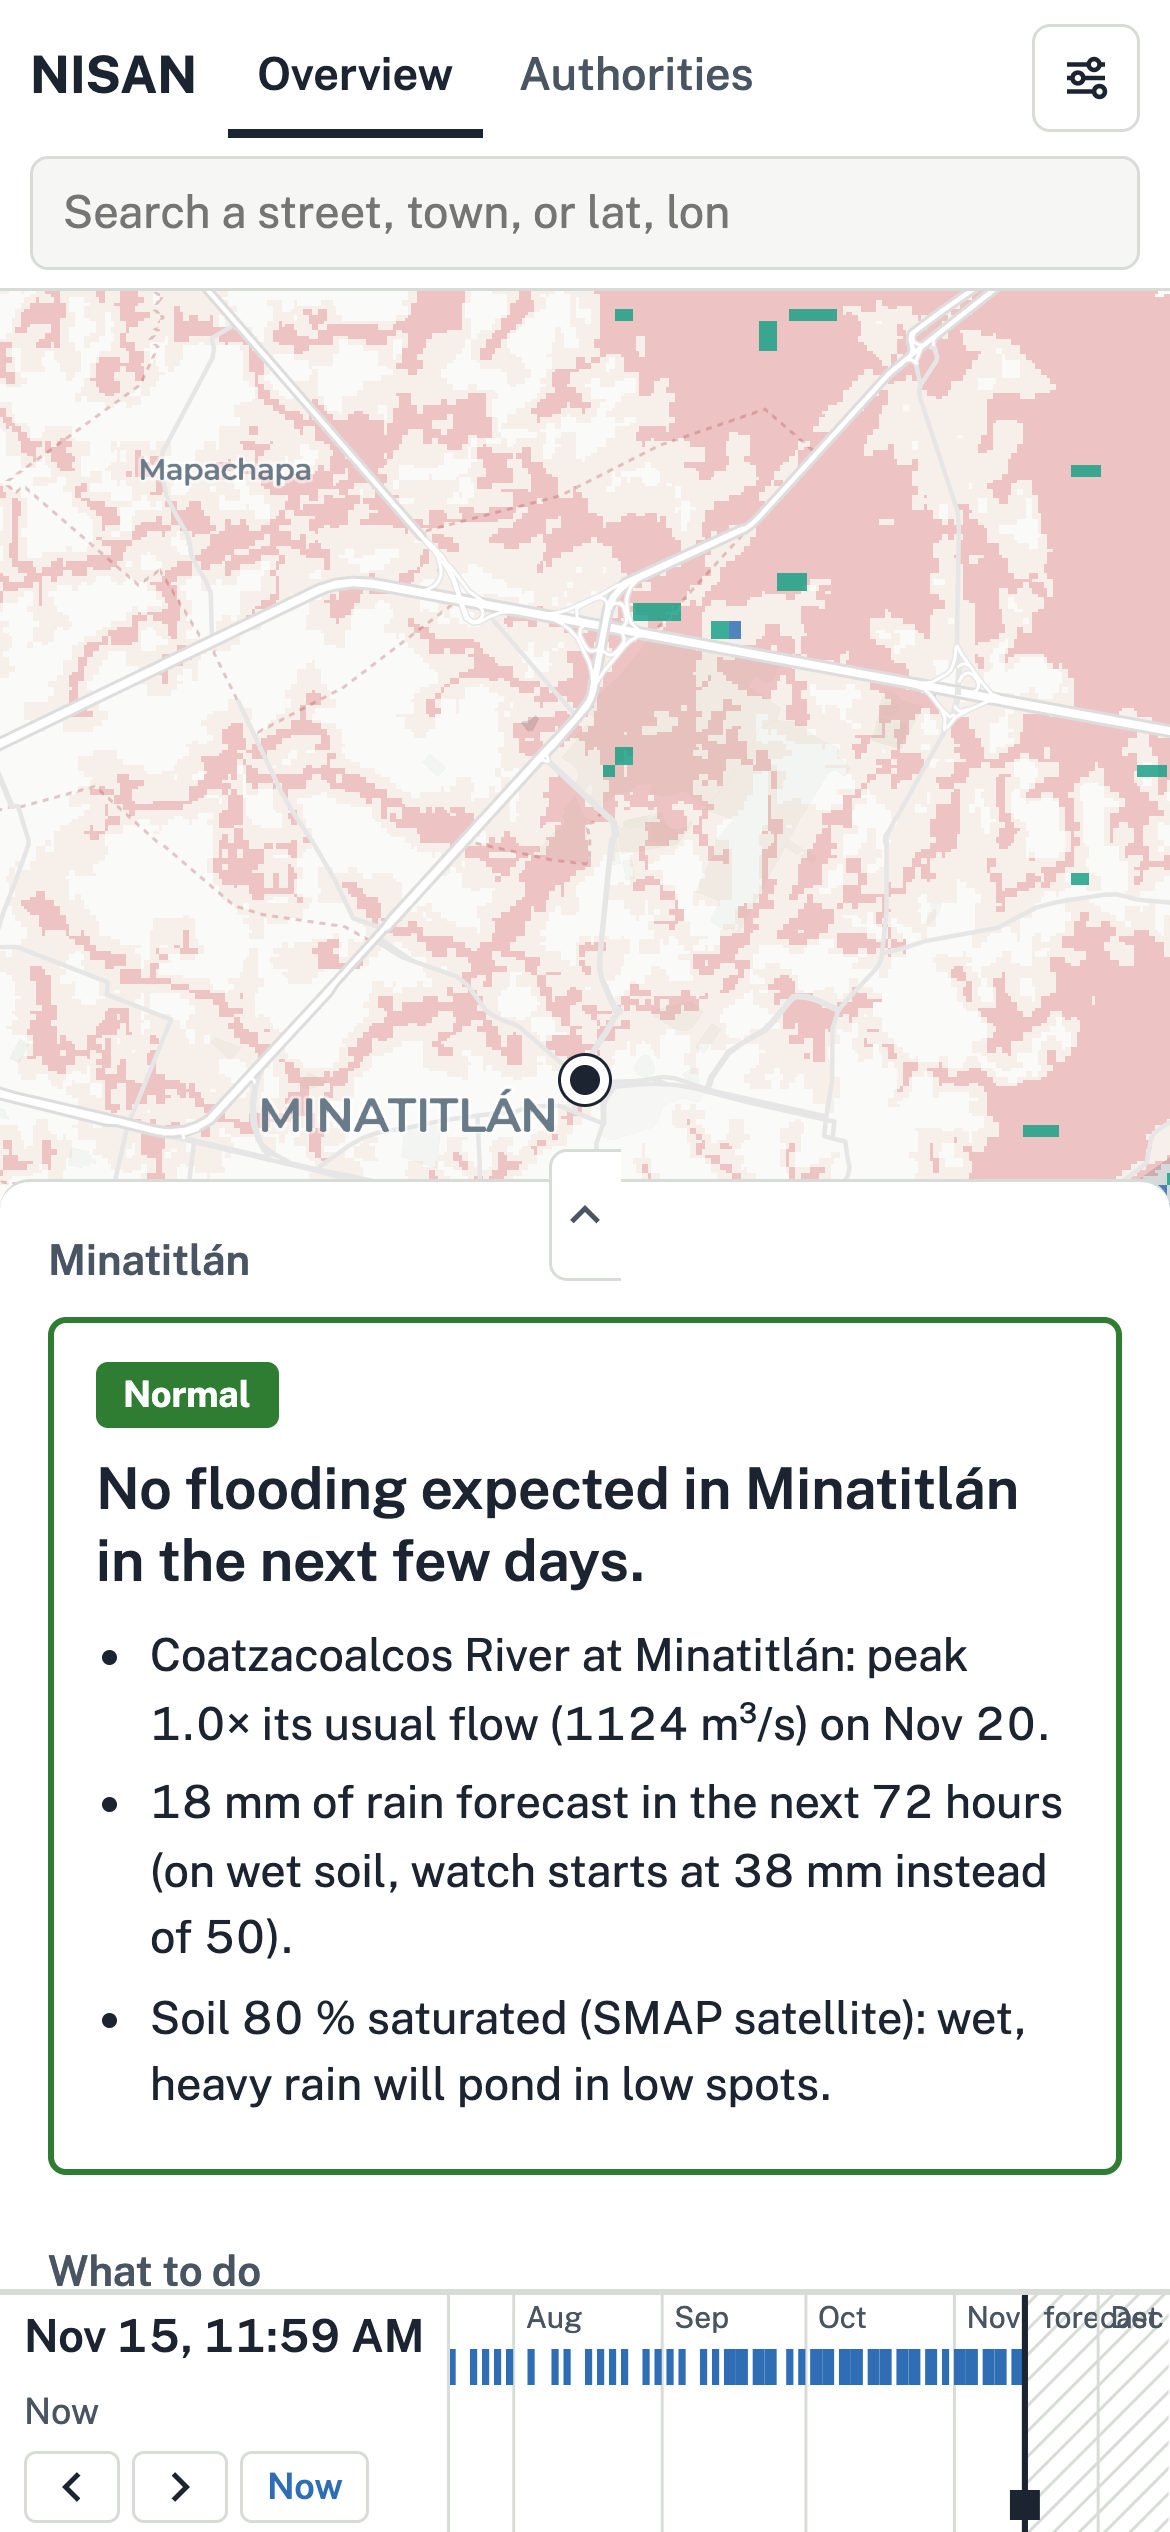 NISAN Overview Authorities
Search a street, town, or lat, lon
Mapachapa
MINATITLÁN
Minatitlán
Normal
No flooding expected in Minatitlán
in the next few days.
• Coatzacoalcos River at Minatitlán: peak
1.0× its usual flow (1124 m³/s) on Nov 20.
• 18 mm of rain forecast in the next 72 hours
(on wet soil, watch starts at 38 mm instead
of 50).
• Soil 80 % saturated (SMAP satellite): wet,
heavy rain will pond in low spots.
What to do
Nov 15, 11:59 AM
Aug Sep Oct Nov forecast Dec
Now
Now